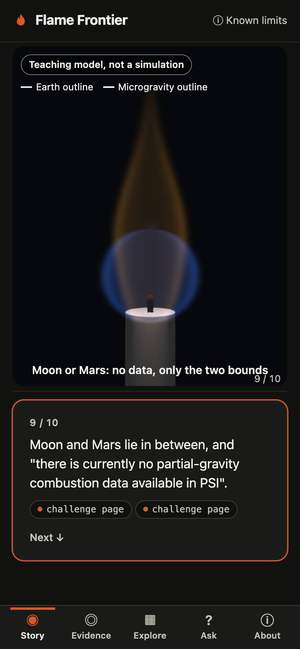 Flame Frontier
Known limits
Teaching model, not a simulation
Earth outline
Microgravity outline
Moon or Mars: no data, only the two bounds
9 / 10
9 / 10
Moon and Mars lie in between, and
"there is currently no partial-gravity
combustion data available in PSI".
challenge page
challenge page
Next ↓
Story
Evidence
Explore
Ask
About